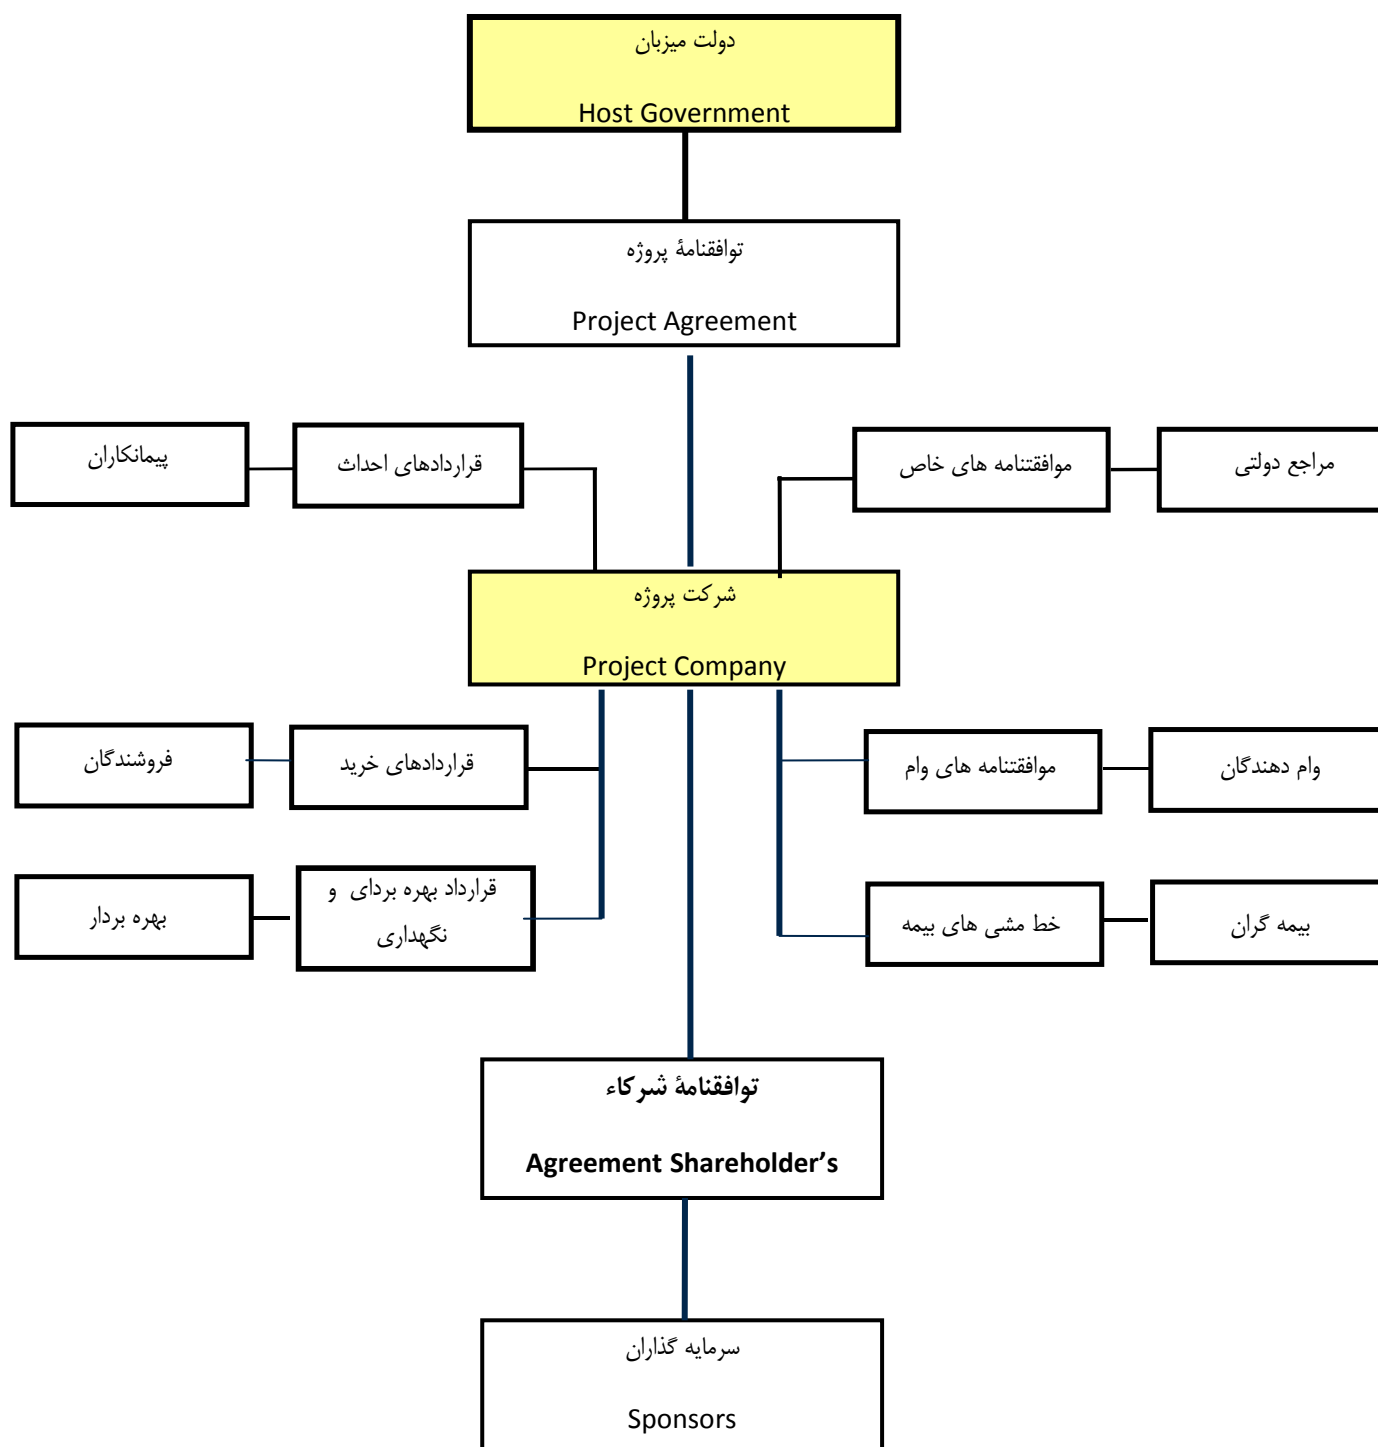 دولت میزبان
Host Government
توافقنامۀ پروژه
Project Agreement
مراجع دولتی
موافقتنامه های خاص
قراردادهای احداث
پیمانکاران
شرکت پروژه
Project Company
وام دهندگان
موافقتنامه های وام
قراردادهای خرید
فروشندگان
بیمه گران
خط مشی های بیمه
قرارداد بهره بردای و
نگهداری
بهره بردار
توافقنامۀ شرکاء
Agreement Shareholder’s
سرمایه گذاران
Sponsors